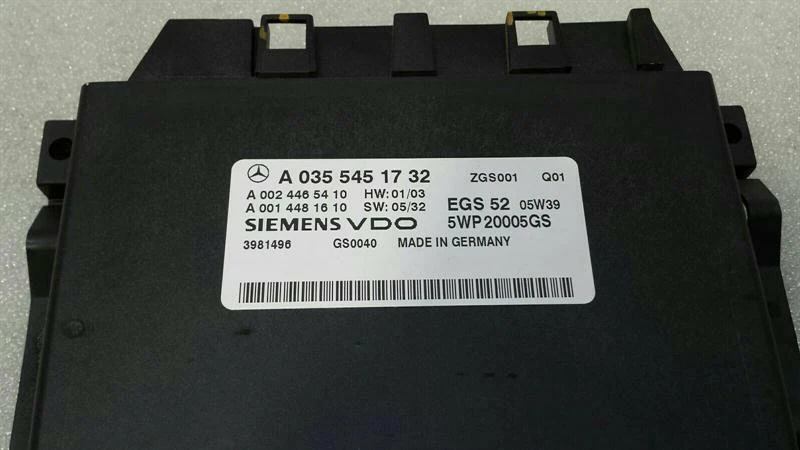 A 035 545 17 32 ZGS001 Q01
A 002 446 54 10 HW: 01/03 EGS 52 05W39
A 001 448 16 10 SW: 05/32
SIEMENS VDO 5WP20005GS
3981496 GS0040 MADE IN GERMANY